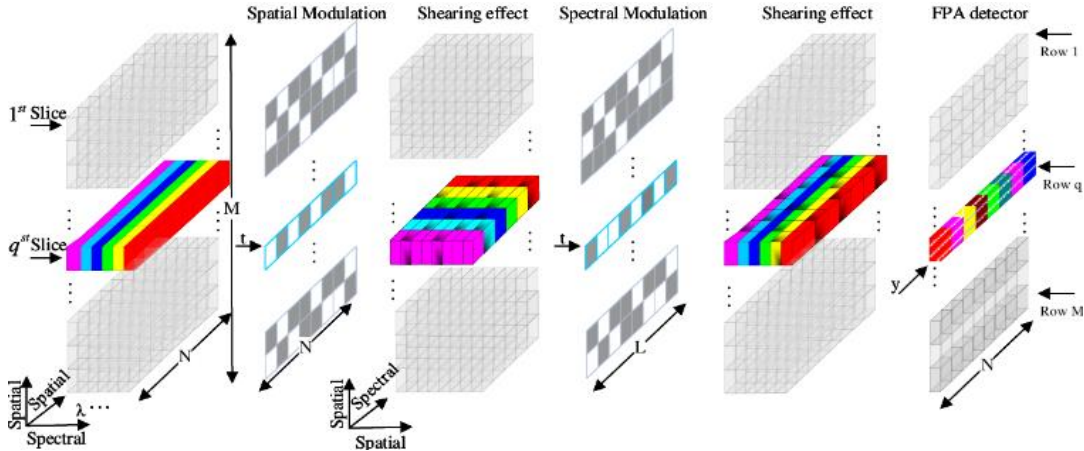 Spatial Modulation
Shearing effect
Spectral Modulation
Shearing effect
FPA detector
Row 1
1st Slice
M
Row q
qst Slice
t
t
y
Row M
N
N
L
N
Spatial
Spatial
λ ...
Spectral
Spatial
Spectral
Spatial